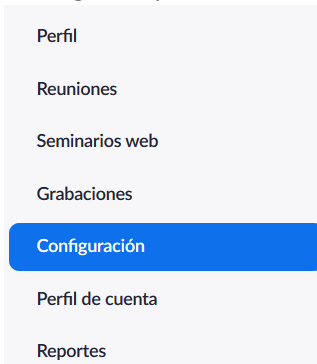 Perfil
Reuniones
Seminarios web
Grabaciones
Configuración
Perfil de cuenta
Reportes